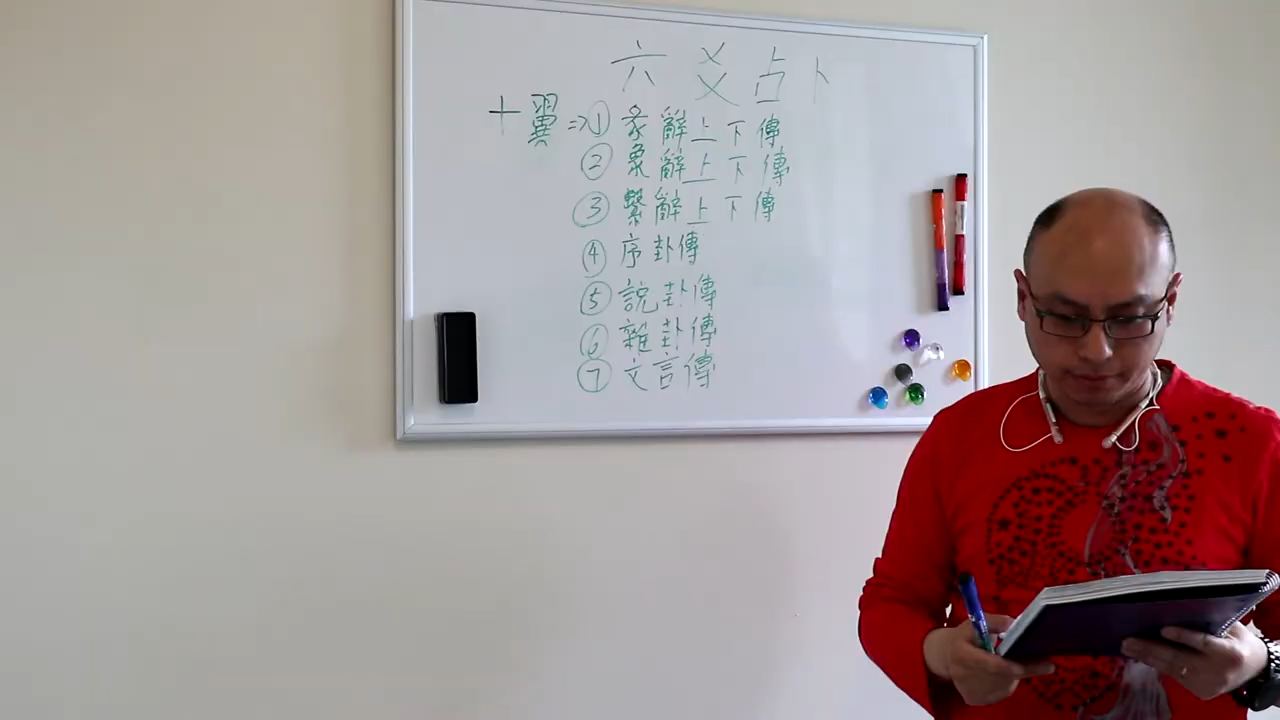 六爻占卜
十翼⇒① 彖辭上下傳
② 象辭上下傳
③ 繫辭上下傳
④ 序卦傳
⑤ 說卦傳
⑥ 雜卦傳
⑦ 文言傳